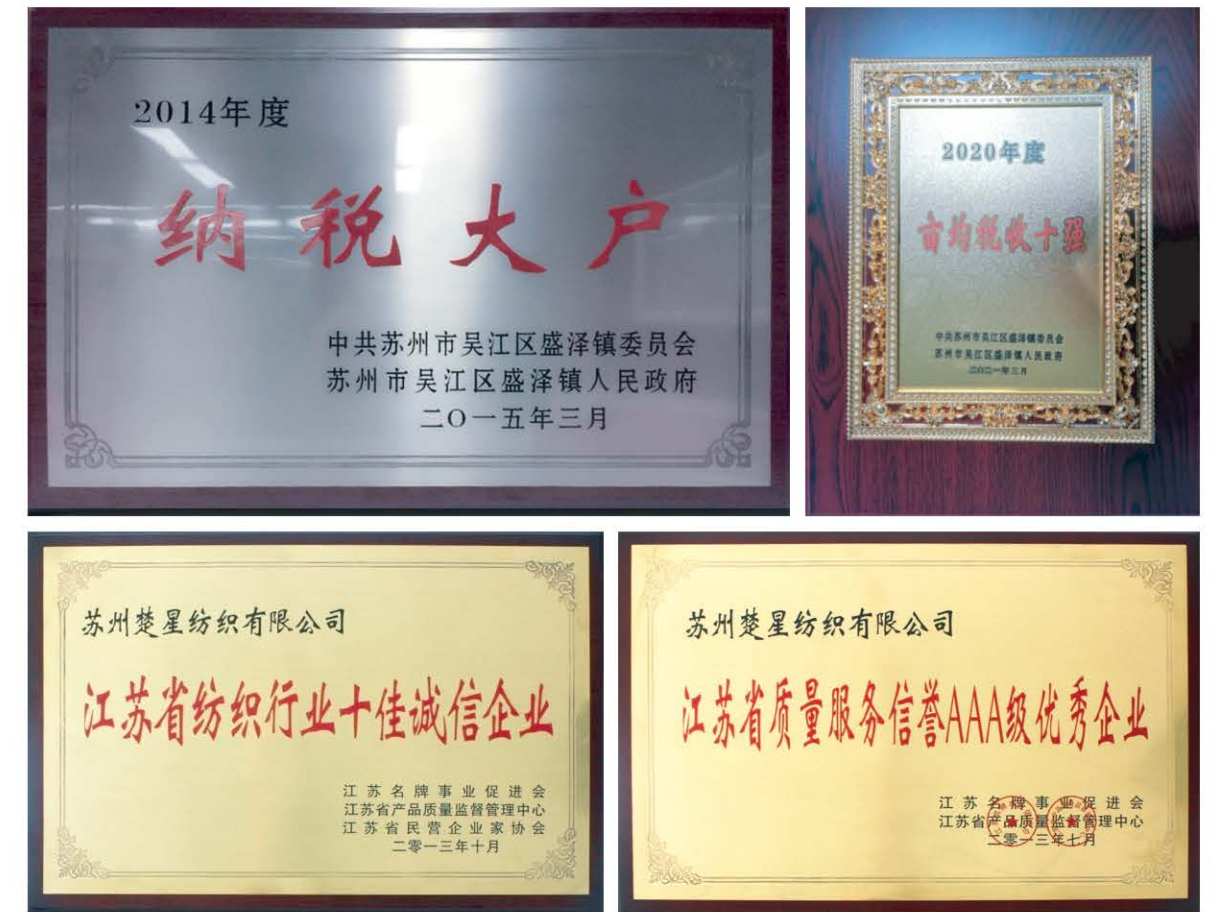 2014年度
纳税大户
中共苏州市吴江区盛泽镇委员会
苏州市吴江区盛泽镇人民政府
二〇一五年三月
2020年度
亩均税收十强
中共苏州市吴江区盛泽镇委员会
苏州市吴江区盛泽镇人民政府
二〇二一年三月
苏州楚星纺织有限公司
江苏省纺织行业十佳诚信企业
江苏名牌事业促进会
江苏省产品质量监督管理中心
江苏省民营企业家协会
二零一三年十月
苏州楚星纺织有限公司
江苏省质量服务信誉AAA级优秀企业
江苏名牌事业促进会
江苏省产品质量监督管理中心
二零一三年七月